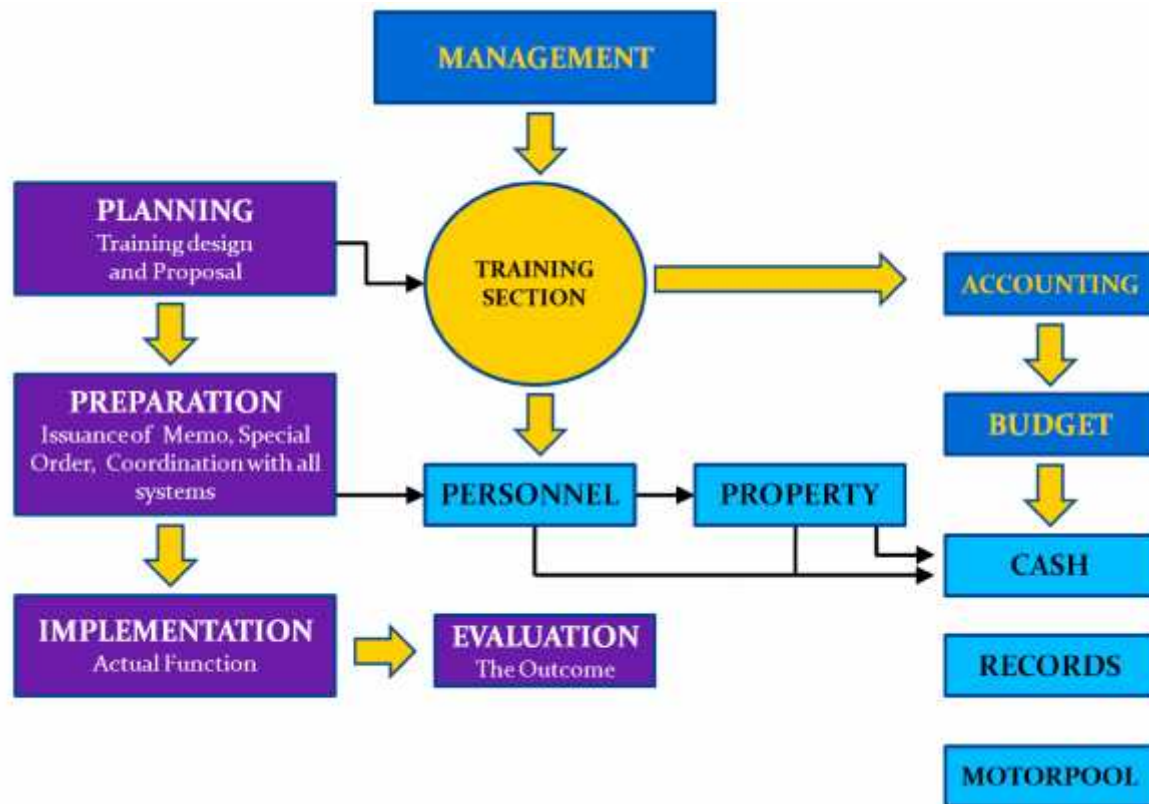 MANAGEMENT
PLANNING
Training design
and Proposal
TRAINING
SECTION
ACCOUNTING
PREPARATION
Issuance of Memo, Special
Order, Coordination with all
systems
BUDGET
PERSONNEL
PROPERTY
CASH
IMPLEMENTATION
Actual Function
EVALUATION
The Outcome
RECORDS
MOTORPOOL